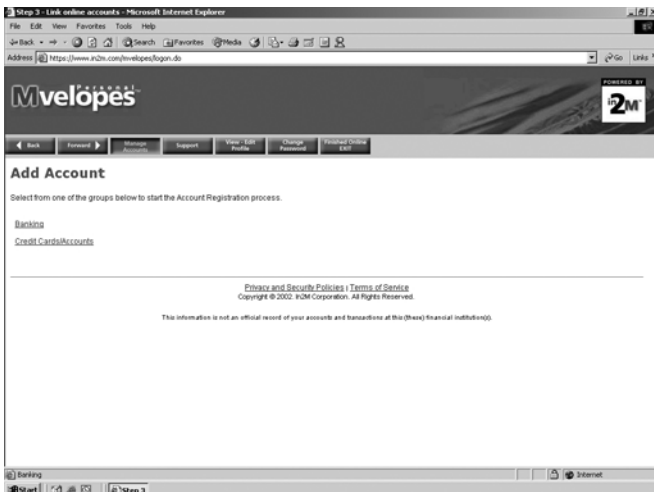 Step 3 - Link online accounts - Microsoft Internet Explorer
File Edit View Favorites Tools Help
Back Search Favorites Media
Address https://www.in2m.com/mvelopes/logon.do Go Links
PERSONAL
Mvelopes
POWERED BY
in2M
Back Forward Manage Accounts Support View - Edit Profile Change Password Finished Online EXIT
Add Account
Select from one of the groups below to start the Account Registration process.
Banking
Credit Cards/Accounts
Privacy and Security Policies | Terms of Service
Copyright © 2002. In2M Corporation. All Rights Reserved.
This information is not an official record of your accounts and transactions at this (these) financial institution(s).
Banking Internet
Start Step 3